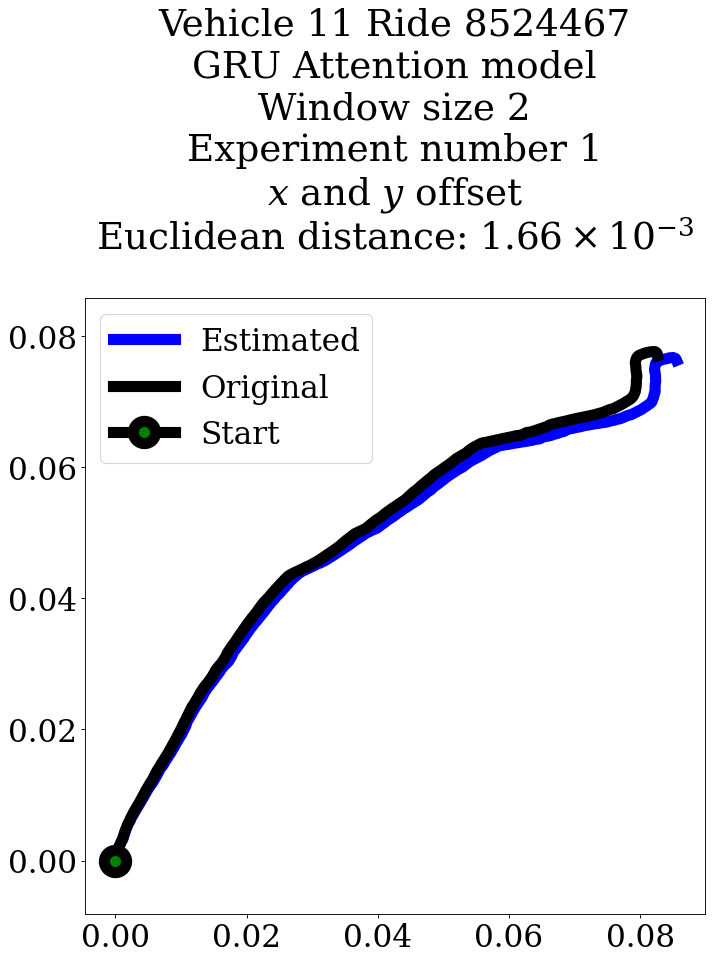 Vehicle 11 Ride 8524467
GRU Attention model
Window size 2
Experiment number 1
x and y offset
Euclidean distance: 1.66 × 10⁻³
Estimated
Original
Start
0.08
0.06
0.04
0.02
0.00
0.00 0.02 0.04 0.06 0.08